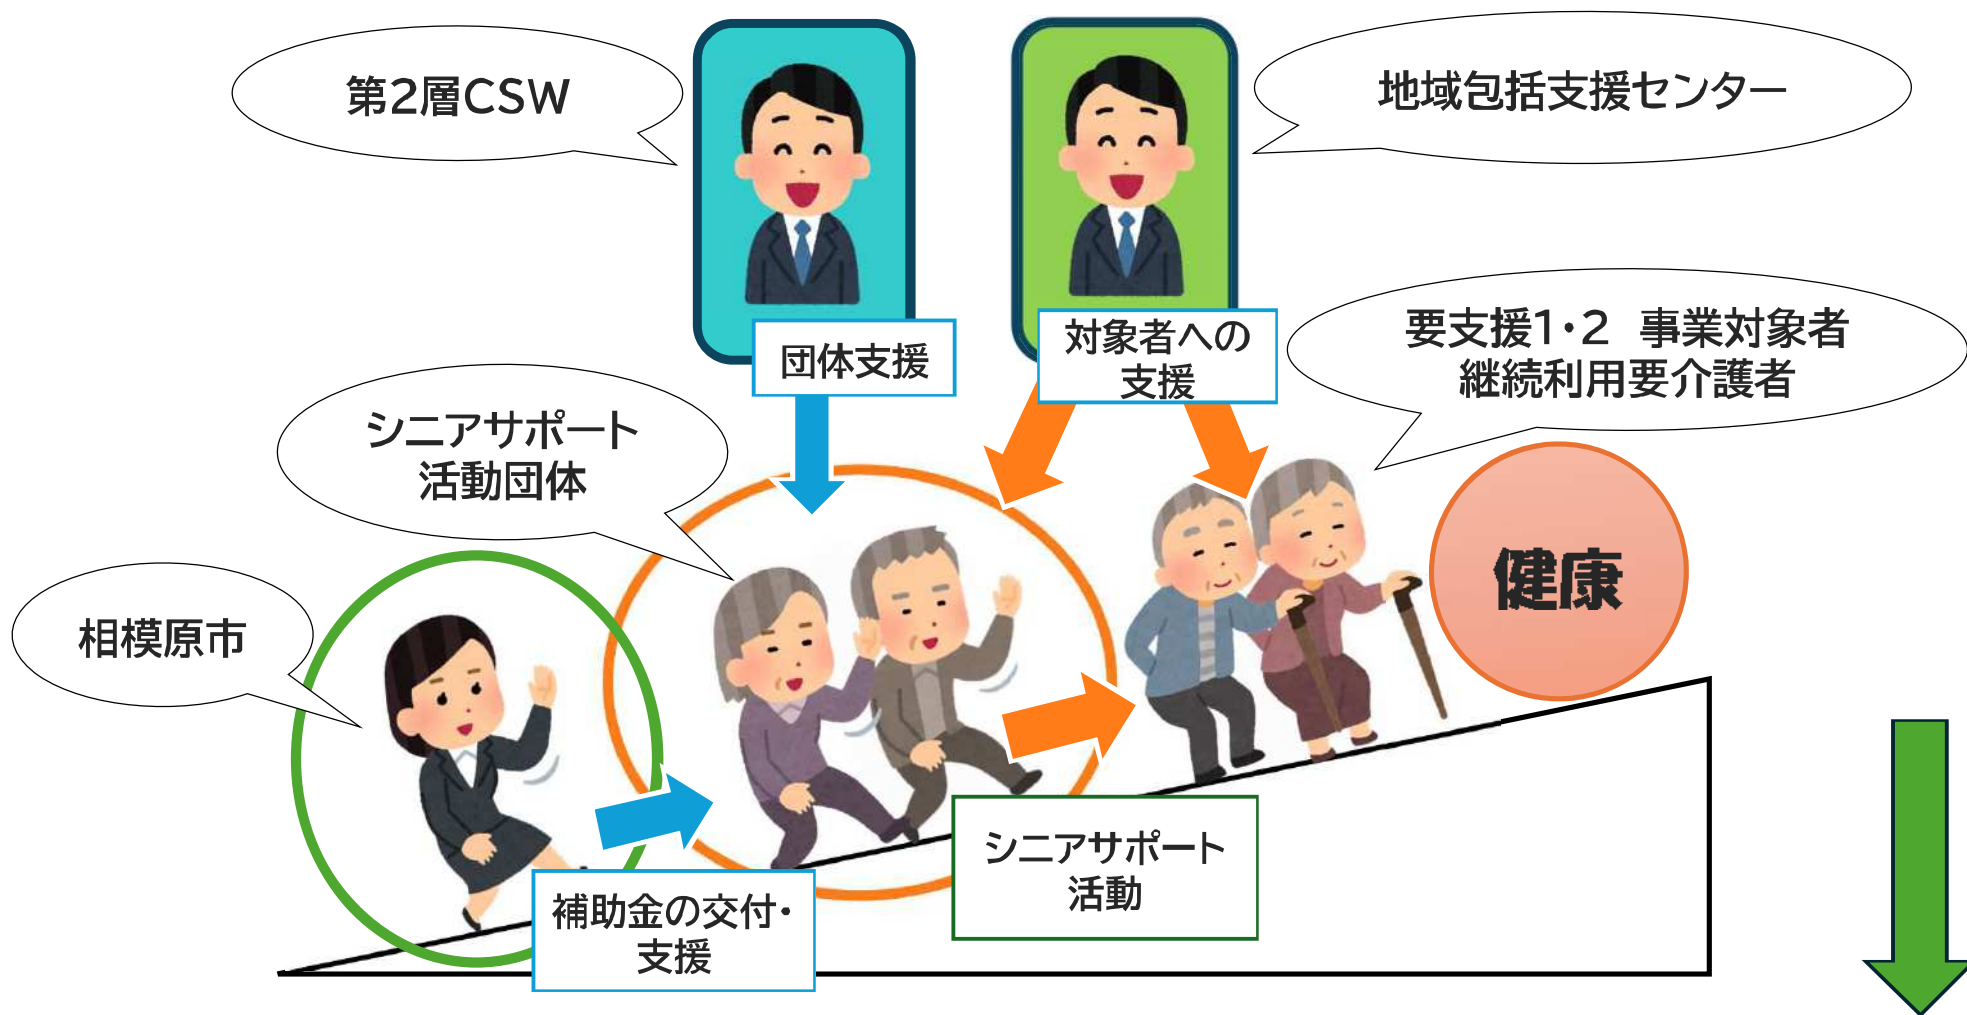 第2層CSW
地域包括支援センター
団体支援
対象者への
支援
要支援1・2　事業対象者
継続利用要介護者
シニアサポート
活動団体
健康
相模原市
シニアサポート
活動
補助金の交付・
支援